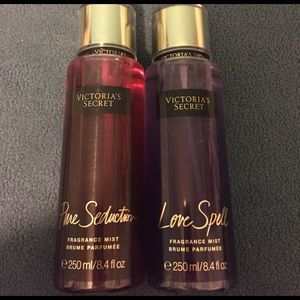 VICTORIA'S
SECRET
Pure Seduction
FRAGRANCE MIST
BRUME PARFUMÉE
e 250 ml/8.4 fl oz
VICTORIA'S
SECRET
Love Spell
FRAGRANCE MIST
BRUME PARFUMÉE
e 250 ml/8.4 fl oz